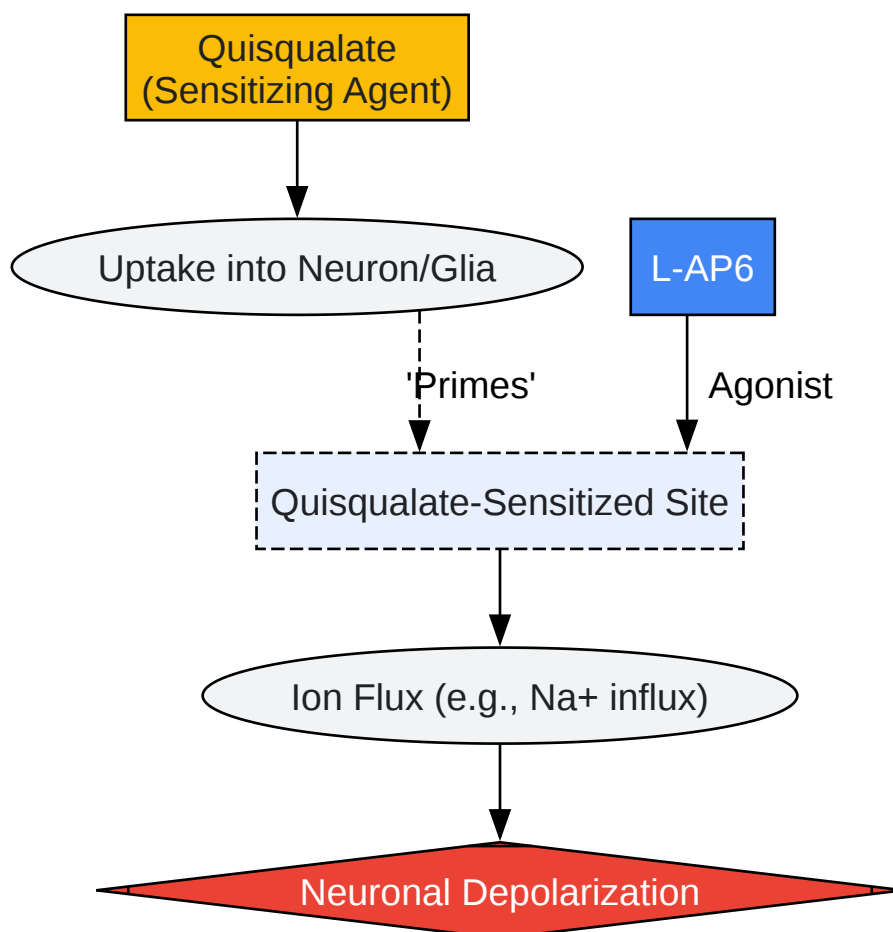 Quisqualate
(Sensitizing Agent)
Uptake into Neuron/Glia
L-AP6
'Primes'
Agonist
Quisqualate-Sensitized Site
Ion Flux (e.g., Na+ influx)
Neuronal Depolarization